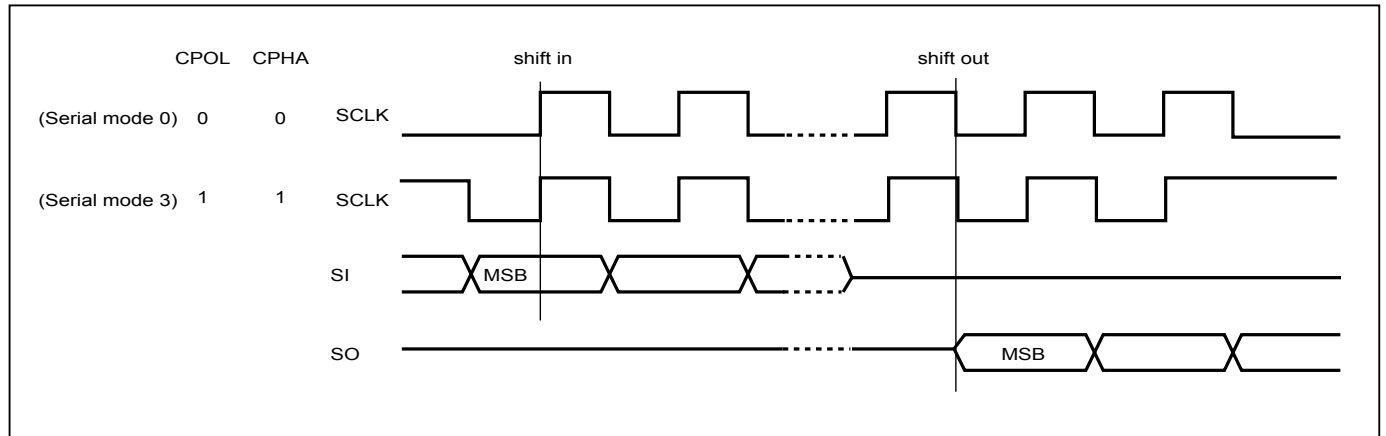 CPOL CPHA shift in shift out
(Serial mode 0) 0 0 SCLK
(Serial mode 3) 1 1 SCLK
SI MSB
SO MSB